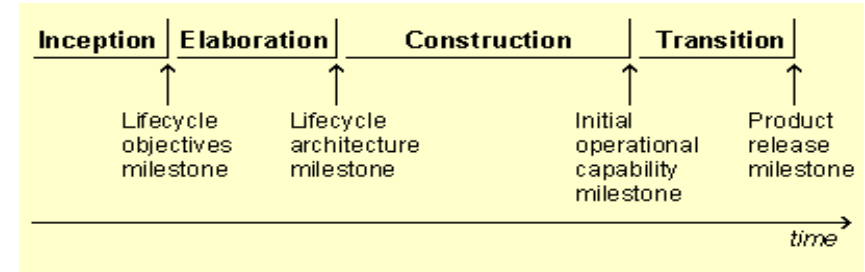 Inception Elaboration Construction Transition
Lifecycle
objectives
milestone
Lifecycle
architecture
milestone
Initial
operational
capability
milestone
Product
release
milestone
time